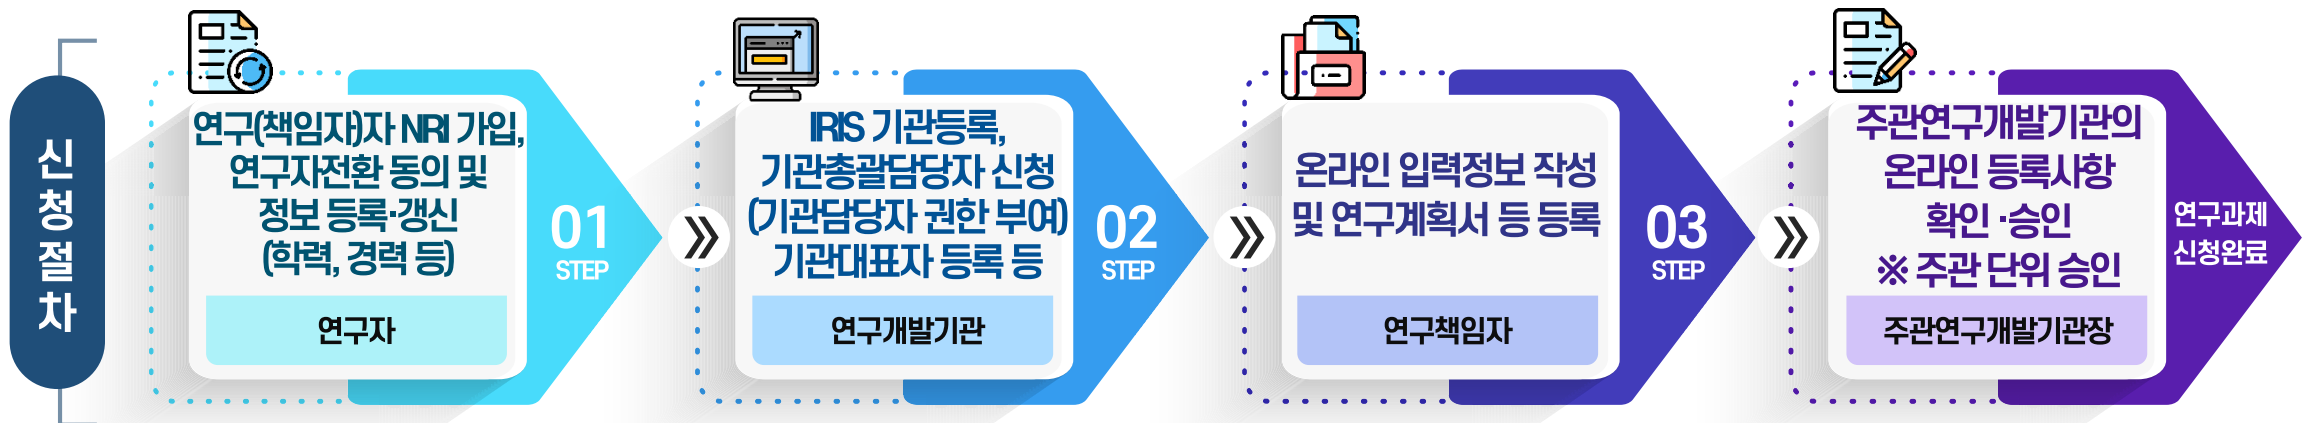 신청절차
연구(책임자)자 NRI 가입,
연구자전환 동의 및
정보 등록·갱신
(학력, 경력 등)
연구자
01
STEP
IRIS 기관등록,
기관총괄담당자 신청
(기관담당자 권한 부여)
기관대표자 등록 등
연구개발기관
02
STEP
온라인 입력정보 작성
및 연구계획서 등 등록
연구책임자
03
STEP
주관연구개발기관의
온라인 등록사항
확인 ·승인
※ 주관 단위 승인
주관연구개발기관장
연구과제
신청완료